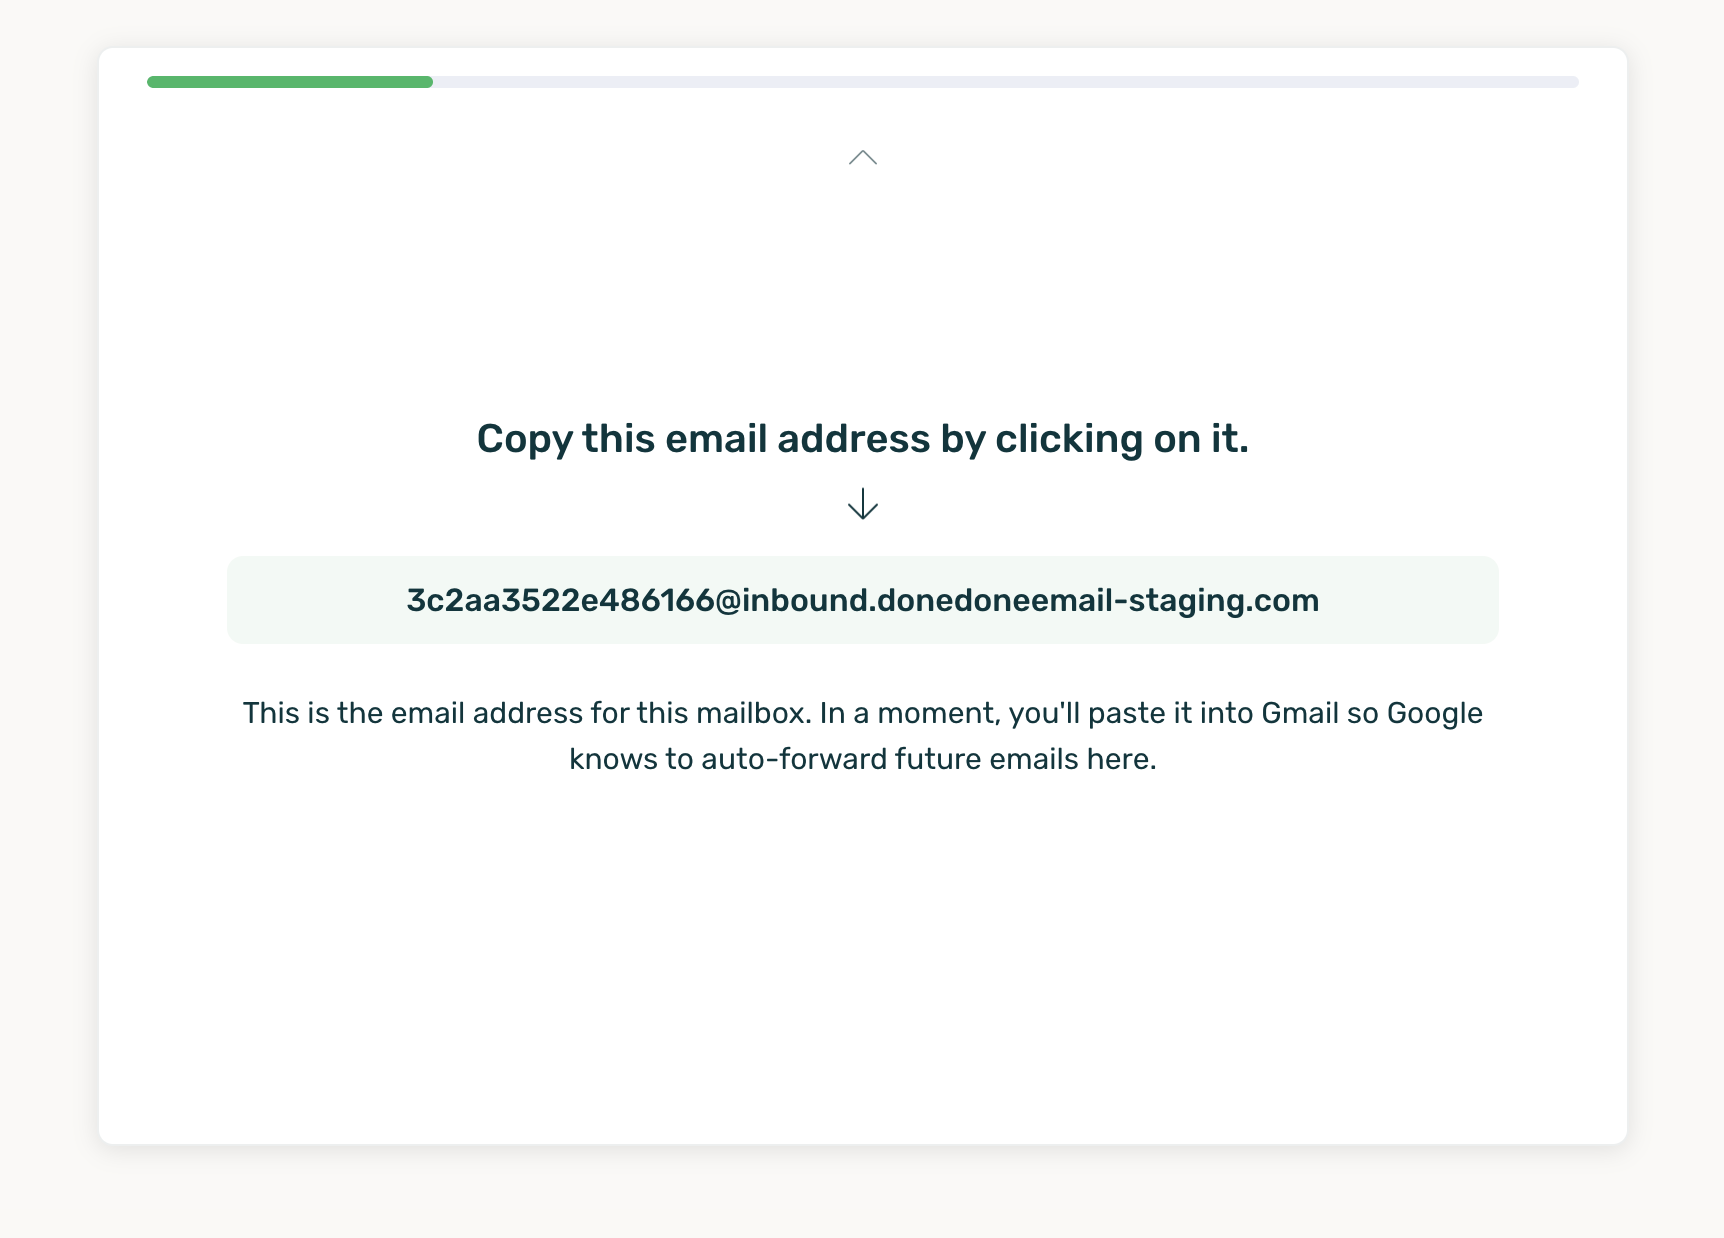 Copy this email address by clicking on it.
3c2aa3522e486166@inbound.donedoneemail-staging.com
This is the email address for this mailbox. In a moment, you'll paste it into Gmail so Google
knows to auto-forward future emails here.